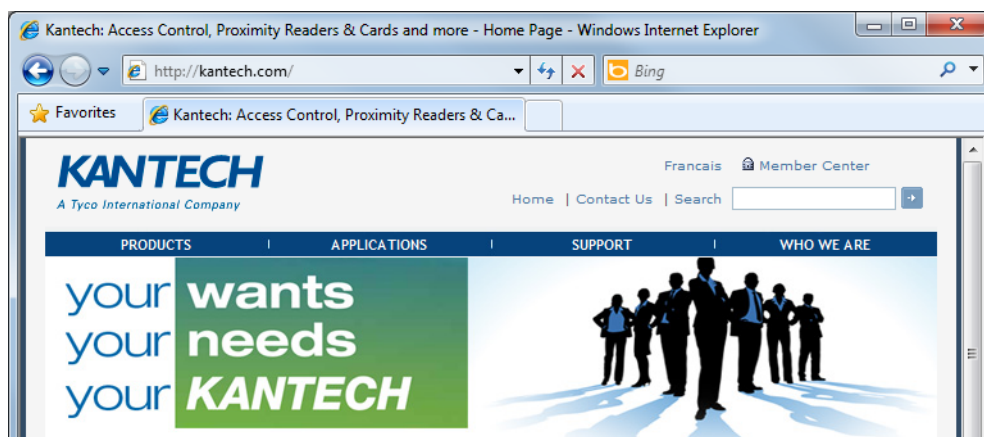 Kantech: Access Control, Proximity Readers & Cards and more - Home Page - Windows Internet Explorer
http://kantech.com/
Bing
Favorites
Kantech: Access Control, Proximity Readers & Ca...
KANTECH
A Tyco International Company
Francais Member Center
Home | Contact Us | Search
PRODUCTS | APPLICATIONS | SUPPORT | WHO WE ARE
your wants
your needs
your KANTECH